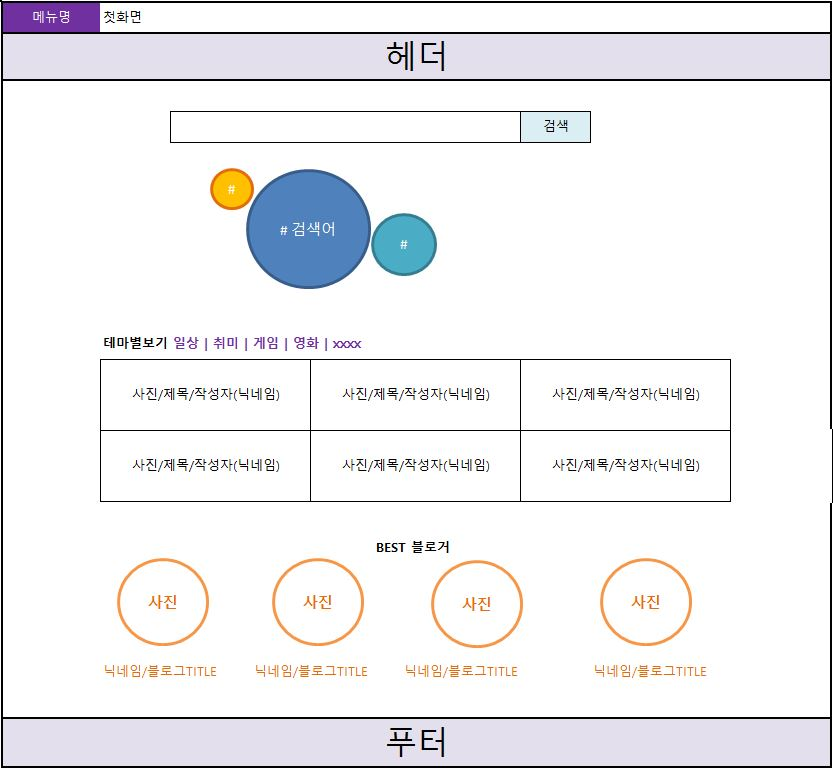 메뉴명 첫화면
헤더
검색
#
# 검색어
#
테마별보기 일상 | 취미 | 게임 | 영화 | xxxx
사진/제목/작성자(닉네임) 사진/제목/작성자(닉네임) 사진/제목/작성자(닉네임)
사진/제목/작성자(닉네임) 사진/제목/작성자(닉네임) 사진/제목/작성자(닉네임)
BEST 블로거
사진 사진 사진 사진
닉네임/블로그TITLE 닉네임/블로그TITLE 닉네임/블로그TITLE 닉네임/블로그TITLE
푸터